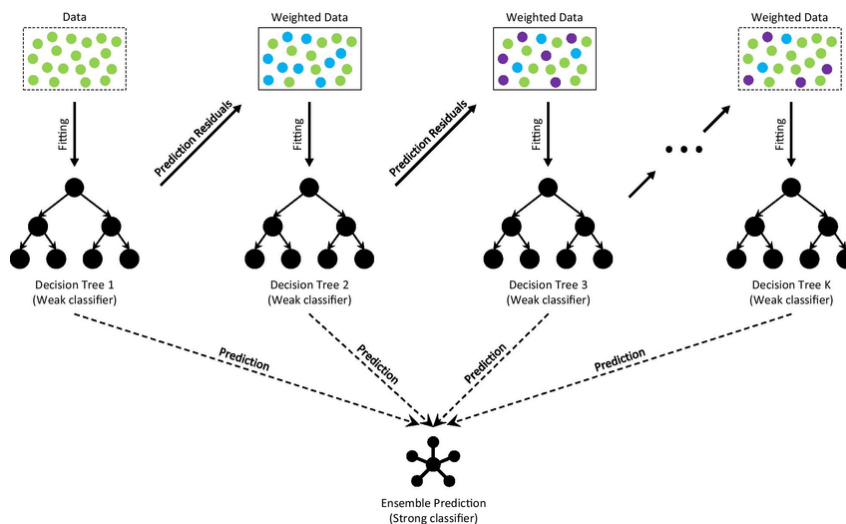 Data
Weighted Data
Weighted Data
Weighted Data
Fitting
Prediction Residuals
Fitting
Prediction Residuals
Fitting
Fitting
Decision Tree 1
(Weak classifier)
Decision Tree 2
(Weak classifier)
Decision Tree 3
(Weak classifier)
Decision Tree K
(Weak classifier)
Prediction
Prediction
Prediction
Prediction
Ensemble Prediction
(Strong classifier)